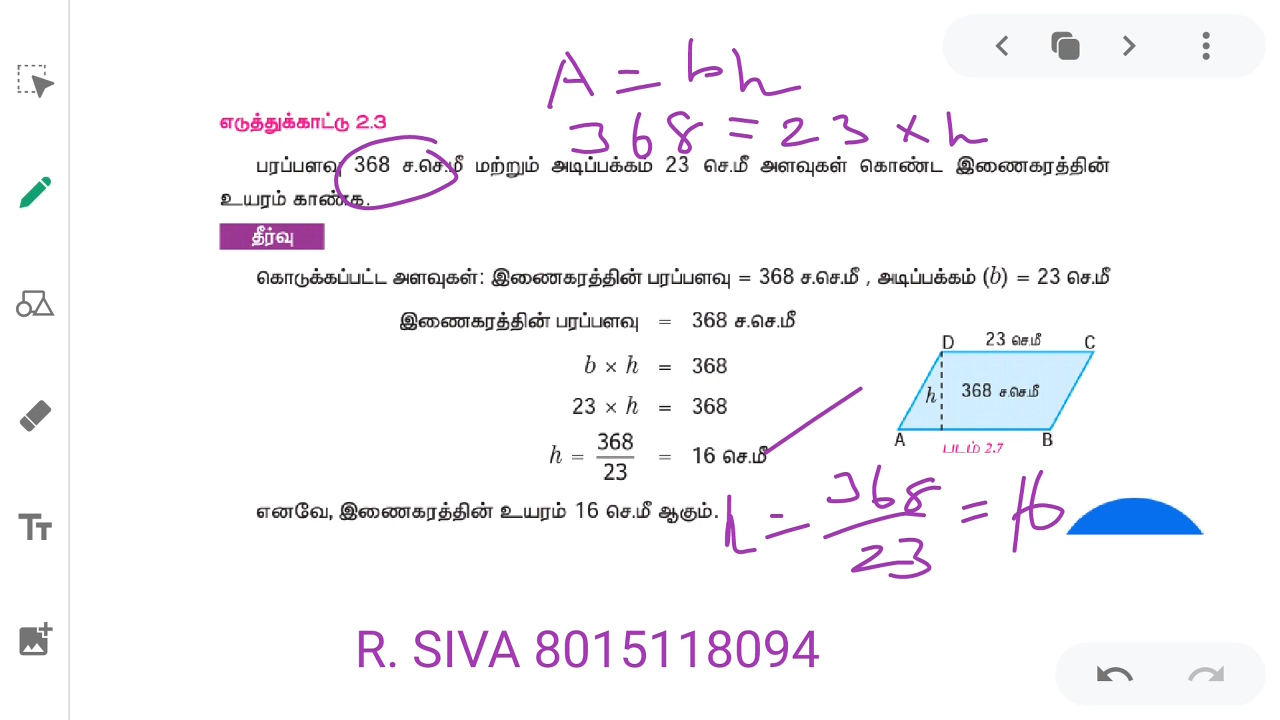 A = bh
எடுத்துக்காட்டு 2.3
368 = 23 × h
பரப்பளவு 368 ச.செ.மீ மற்றும் அடிப்பக்கம் 23 செ.மீ அளவுகள் கொண்ட இணைகரத்தின்
உயரம் காண்க.
தீர்வு
கொடுக்கப்பட்ட அளவுகள்: இணைகரத்தின் பரப்பளவு = 368 ச.செ.மீ , அடிப்பக்கம் (b) = 23 செ.மீ
இணைகரத்தின் பரப்பளவு = 368 ச.செ.மீ
b × h = 368
23 × h = 368
h = 368/23 = 16 செ.மீ
D 23 செ.மீ C
h 368 ச.செ.மீ
A B
படம் 2.7
எனவே, இணைகரத்தின் உயரம் 16 செ.மீ ஆகும்.
h = 368/23 = 16
R. SIVA 8015118094
TT